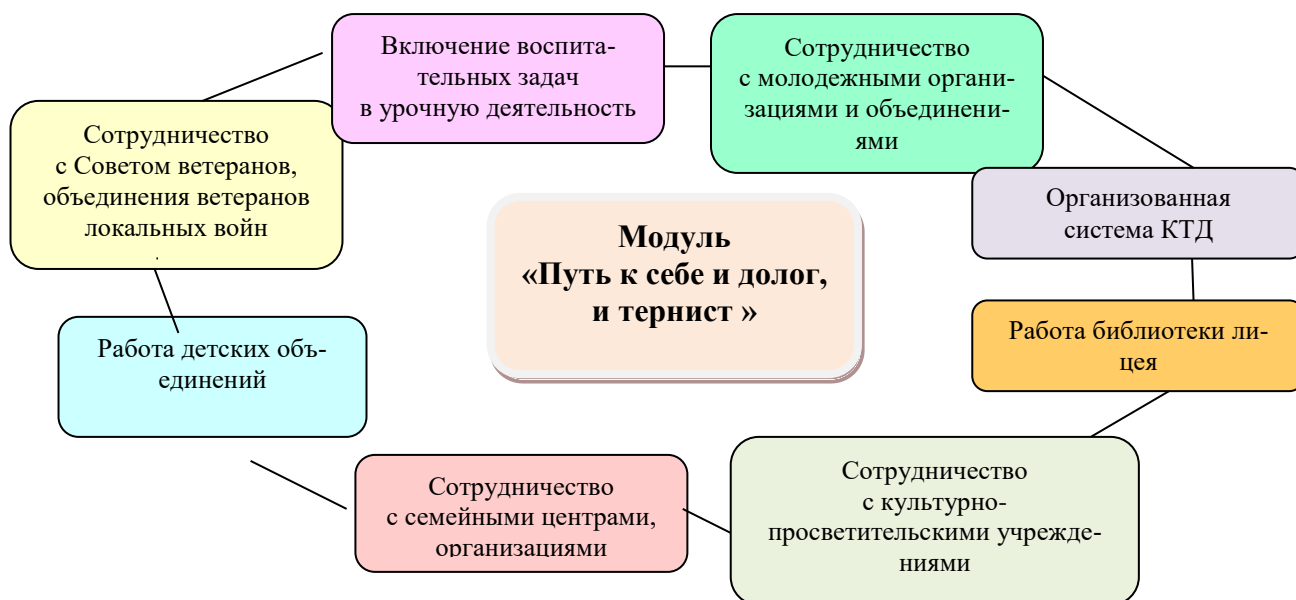 Включение воспита-
тельных задач
в урочную деятельность
Сотрудничество
с молодежными органи-
зациями и объединени-
ями
Сотрудничество
с Советом ветеранов,
объединения ветеранов
локальных войн
.
Организованная
система КТД
Модуль
«Путь к себе и долог,
и тернист »
Работа детских объ-
единений
Работа библиотеки ли-
цея
Сотрудничество
с семейными центрами,
организациями
Сотрудничество
с культурно-
просветительскими учрежде-
ниями